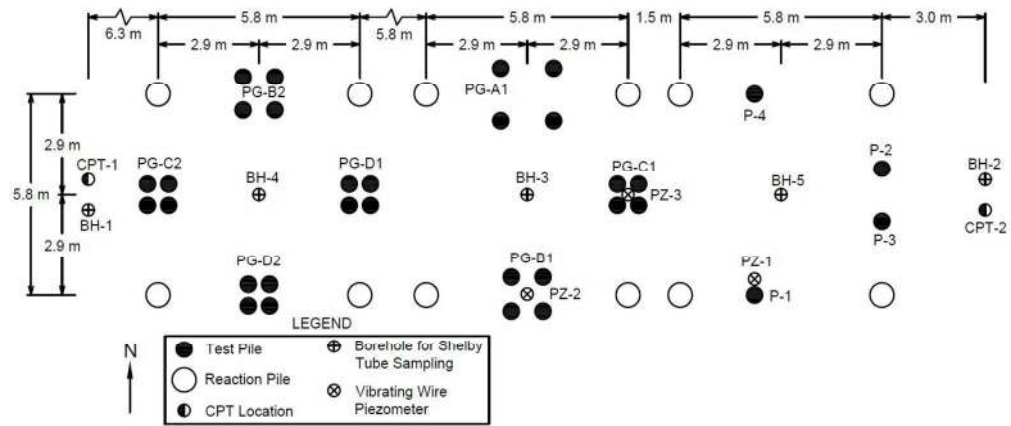 5.8 m
5.8 m
1.5 m
5.8 m
3.0 m
6.3 m
2.9 m
2.9 m
5.8 m
2.9 m
2.9 m
2.9 m
2.9 m
PG-B2
PG-A1
P-4
5.8 m
2.9 m
2.9 m
CPT-1
BH-1
PG-C2
BH-4
PG-D1
BH-3
PG-C1
PZ-3
BH-5
P-2
P-3
BH-2
CPT-2
PG-D2
PG-B1
PZ-2
PZ-1
P-1
LEGEND
N
Test Pile
Reaction Pile
CPT Location
Borehole for Shelby
Tube Sampling
Vibrating Wire
Piezometer